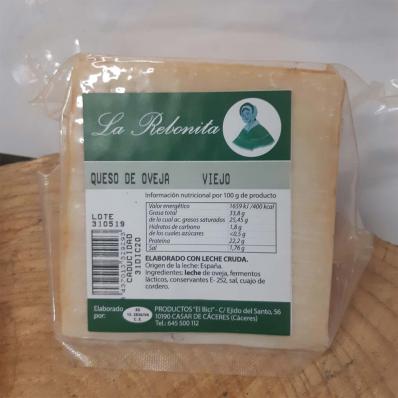 La Rebonita
QUESO DE OVEJA VIEJO
Información nutricional por 100 g de producto
Valor energético 1659 kJ /400 kcal
Grasa total 33,8 g
de lo cual ac. grasos saturados 25,45 g
Hidratos de carbono 1,8 g
de los cuales azúcares <0,5 g
Proteína 22,2 g
Sal 1,76 g
LOTE
310519
CADUCIDAD
31DIC20
ELABORADO CON LECHE CRUDA.
Origen de la leche: España.
Ingredientes: leche de oveja, fermentos
lácticos, conservantes E- 252, sal, cuajo de
cordero.
Elaborado
por:
ES
C.E.
PRODUCTOS "El Bici"- C/ Ejido del Santo, 56
10190 CASAR DE CÁCERES (Cáceres)
Tel.: 645 500 112